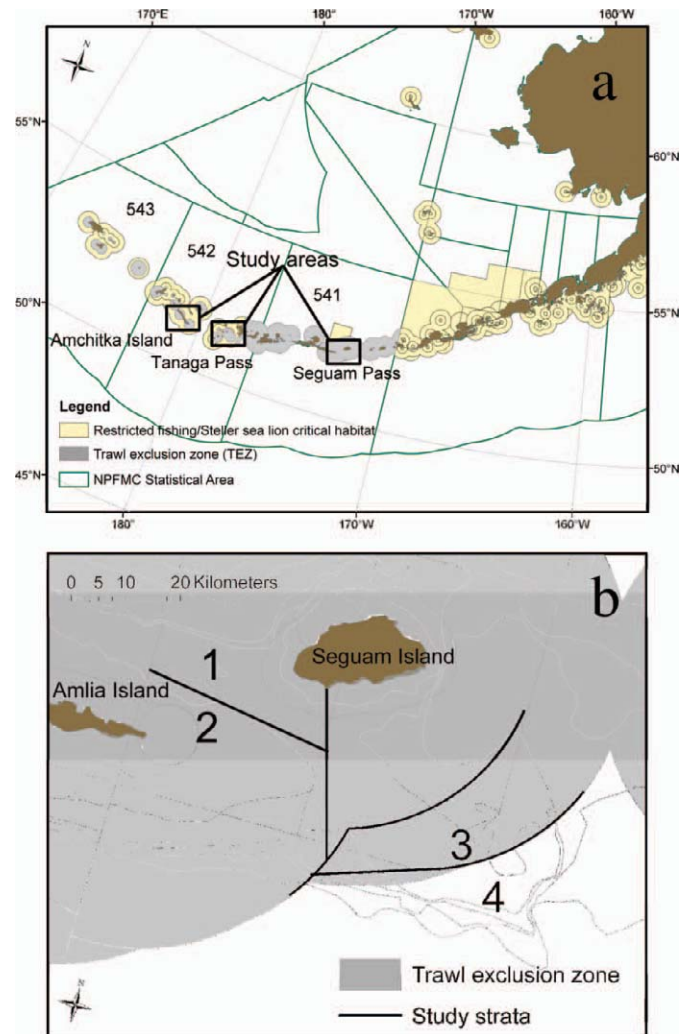 170°E 180° 170°W 160°W
N
a
55°N
60°N
543
542
Study areas
541
50°N
55°N
Amchitka Island
Tanaga Pass
Seguam Pass
Legend
Restricted fishing/Steller sea lion critical habitat
Trawl exclusion zone (TEZ)
NPFMC Statistical Area
45°N
50°N
180° 170°W 160°W
0 5 10 20 Kilometers
b
1
Seguam Island
Amlia Island
2
3
4
Trawl exclusion zone
Study strata
N